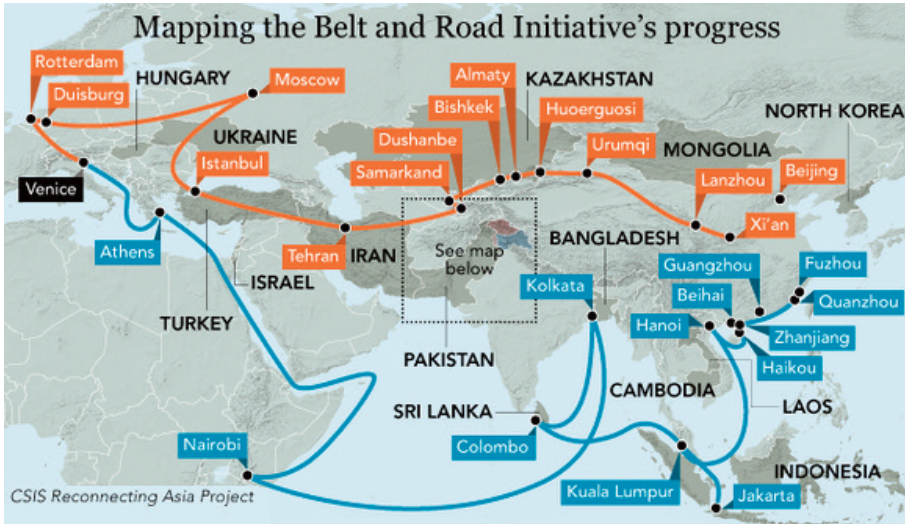 Mapping the Belt and Road Initiative's progress
Rotterdam
Duisburg
HUNGARY
Moscow
Almaty
KAZAKHSTAN
Bishkek
Huoerguosi
NORTH KOREA
UKRAINE
Dushanbe
Urumqi
MONGOLIA
Istanbul
Samarkand
Lanzhou
Beijing
Venice
Xi'an
Athens
Tehran
IRAN
See map
below
BANGLADESH
Guangzhou
Fuzhou
ISRAEL
Kolkata
Beihai
Quanzhou
TURKEY
Hanoi
Zhanjiang
PAKISTAN
Haikou
CAMBODIA
SRI LANKA
LAOS
Nairobi
Colombo
INDONESIA
Kuala Lumpur
Jakarta
CSIS Reconnecting Asia Project